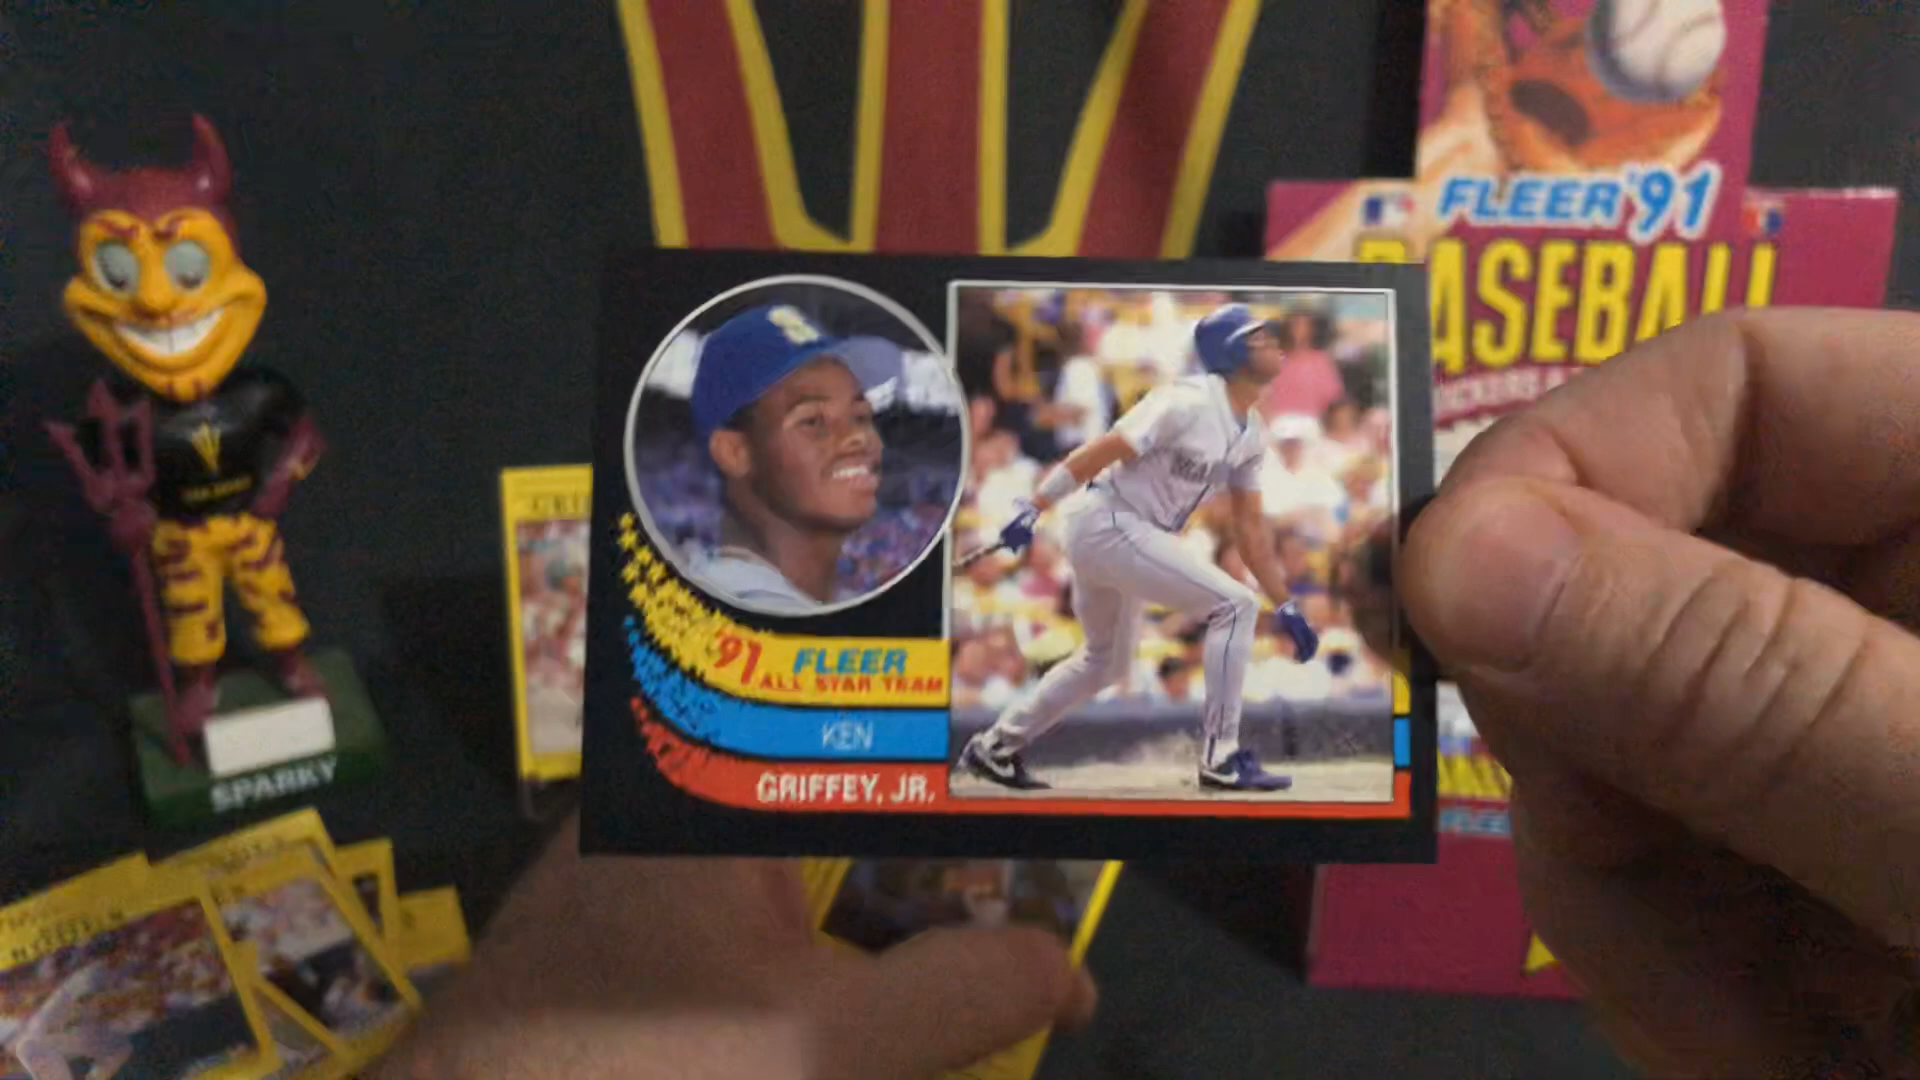 FLEER '91
BASEBALL
'91 FLEER
ALL STAR TEAM
KEN
GRIFFEY, JR.
SPARKY